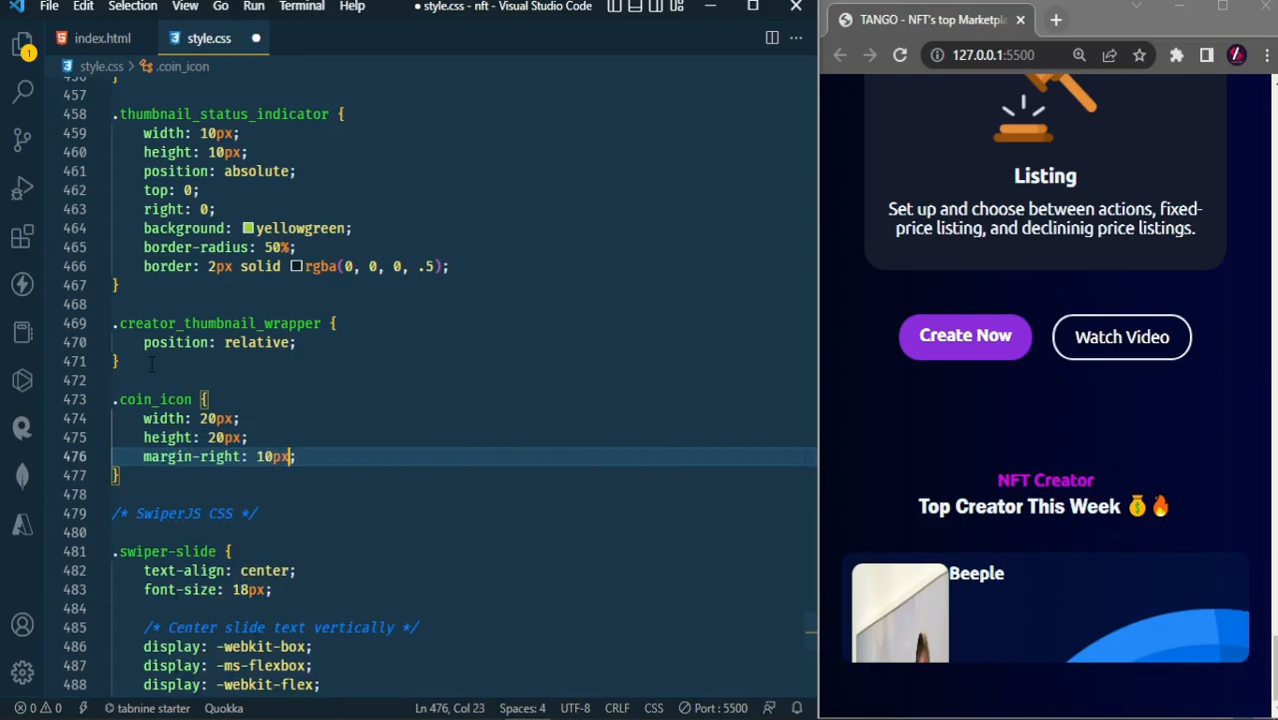 File Edit Selection View Go Run Terminal Help
● style.css - nft - Visual Studio Code
index.html
style.css ●
style.css > .coin_icon
456 }
457
458 .thumbnail_status_indicator {
459 width: 10px;
460 height: 10px;
461 position: absolute;
462 top: 0;
463 right: 0;
464 background: yellowgreen;
465 border-radius: 50%;
466 border: 2px solid rgba(0, 0, 0, .5);
467 }
468
469 .creator_thumbnail_wrapper {
470 position: relative;
471 }
472
473 .coin_icon {
474 width: 20px;
475 height: 20px;
476 margin-right: 10px;
477 }
478
479 /* SwiperJS CSS */
480
481 .swiper-slide {
482 text-align: center;
483 font-size: 18px;
484
485 /* Center slide text vertically */
486 display: -webkit-box;
487 display: -ms-flexbox;
488 display: -webkit-flex;
1
0 0 tabnine starter Quokka Ln 476, Col 23 Spaces: 4 UTF-8 CRLF CSS Port : 5500
TANGO - NFT's top Marketpla
127.0.0.1:5500
Listing
Set up and choose between actions, fixed-
price listing, and declininig price listings.
Create Now
Watch Video
NFT Creator
Top Creator This Week 💰🔥
Beeple